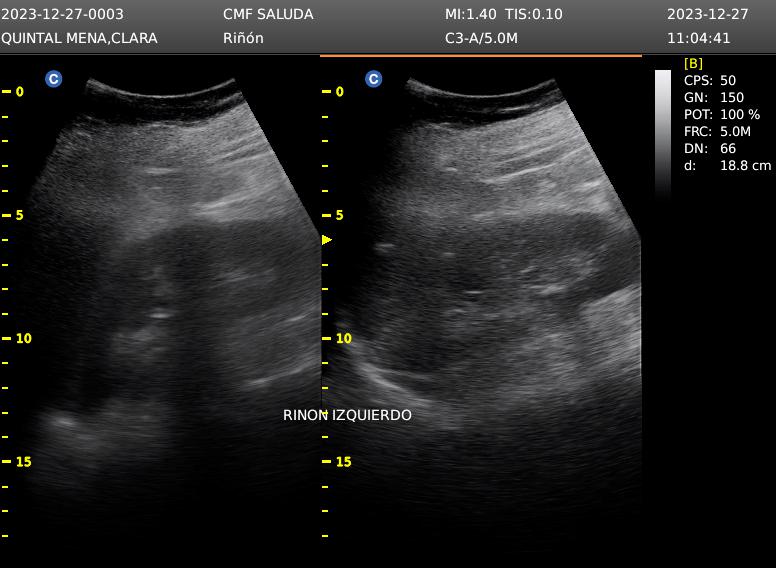 2023-12-27-0003 CMF SALUDA MI:1.40 TIS:0.10 2023-12-27
QUINTAL MENA,CLARA Riñón C3-A/5.0M 11:04:41
C C
0 0
5 5
10 10
15 15
RINON IZQUIERDO
[B]
CPS: 50
GN: 150
POT: 100 %
FRC: 5.0M
DN: 66
d: 18.8 cm